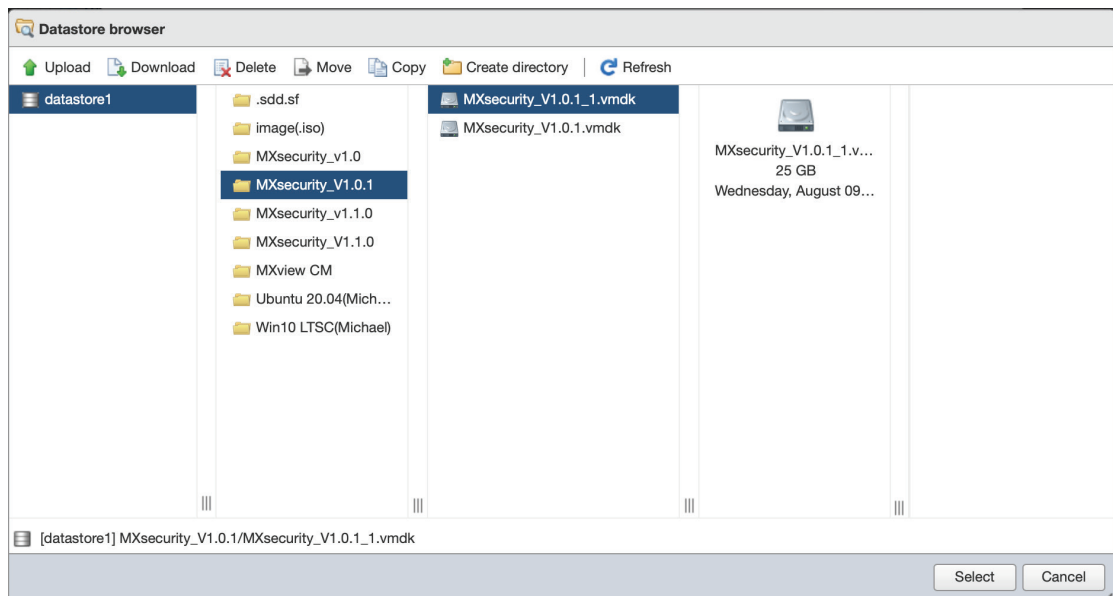 Datastore browser
Upload Download Delete Move Copy Create directory Refresh
datastore1
.sdd.sf
image(.iso)
MXsecurity_v1.0
MXsecurity_V1.0.1
MXsecurity_v1.1.0
MXsecurity_V1.1.0
MXview CM
Ubuntu 20.04(Mich...
Win10 LTSC(Michael)
MXsecurity_V1.0.1_1.vmdk
MXsecurity_V1.0.1.vmdk
MXsecurity_V1.0.1_1.v...
25 GB
Wednesday, August 09...
[datastore1] MXsecurity_V1.0.1/MXsecurity_V1.0.1_1.vmdk
Select Cancel